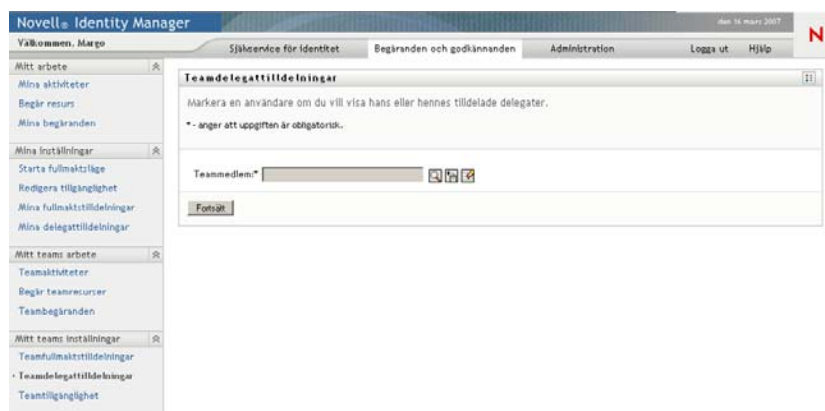 Novell® Identity Manager
den 16 mars 2007
Välkommen, Margo
Självservice för identitet
Begäranden och godkännanden
Administration
Logga ut
Hjälp
N
Mitt arbete
Mina aktiviteter
Begär resurs
Mina begäranden
Mina inställningar
Starta fullmaktsläge
Redigera tillgänglighet
Mina fullmaktstilldelningar
Mina delegattilldelningar
Mitt teams arbete
Teamaktiviteter
Begär teamresurser
Teambegäranden
Mitt teams inställningar
Teamfullmaktstilldelningar
Teamdelegattilldelningar
Teamtillgänglighet
Teamdelegattilldelningar
Markera en användare om du vill visa hans eller hennes tilldelade delegater.
* - anger att uppgiften är obligatorisk.
Teammedlem:*
Fortsätt